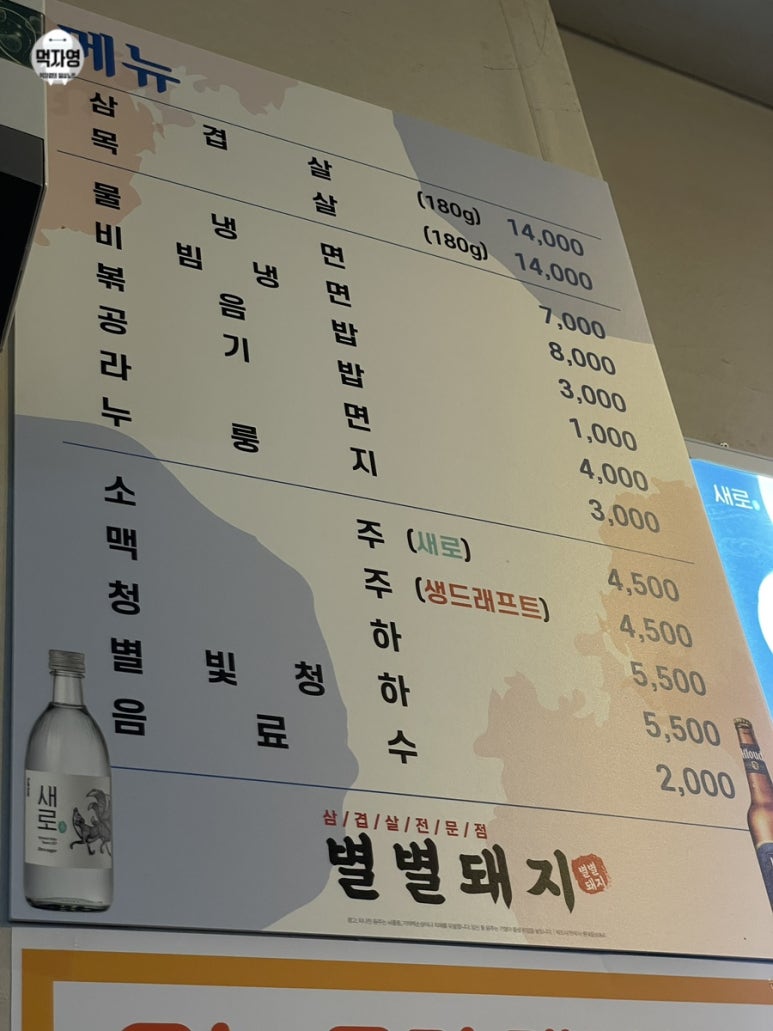 먹자영
메뉴
삼겹살 (180g) 14,000
목살 (180g) 14,000
물냉면 7,000
비빔냉면 8,000
볶음밥 3,000
공기밥 1,000
라면 4,000
누룽지 3,000
소주 (새로) 4,500
맥주 (생드래프트) 4,500
청하 5,500
별빛청하 5,500
음료수 2,000
삼/겹/살/전/문/점
별별돼지
별별
돼지
새로
새로